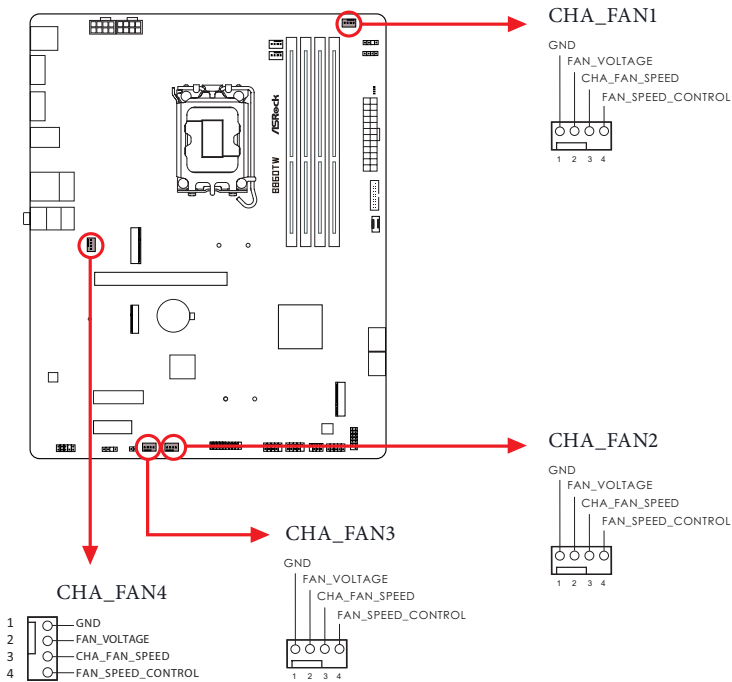 CHA_FAN1
GND
FAN_VOLTAGE
CHA_FAN_SPEED
FAN_SPEED_CONTROL
1 2 3 4
ASRock
B860TW
CHA_FAN2
GND
FAN_VOLTAGE
CHA_FAN_SPEED
FAN_SPEED_CONTROL
1 2 3 4
CHA_FAN3
GND
FAN_VOLTAGE
CHA_FAN_SPEED
FAN_SPEED_CONTROL
1 2 3 4
CHA_FAN4
1 GND
2 FAN_VOLTAGE
3 CHA_FAN_SPEED
4 FAN_SPEED_CONTROL